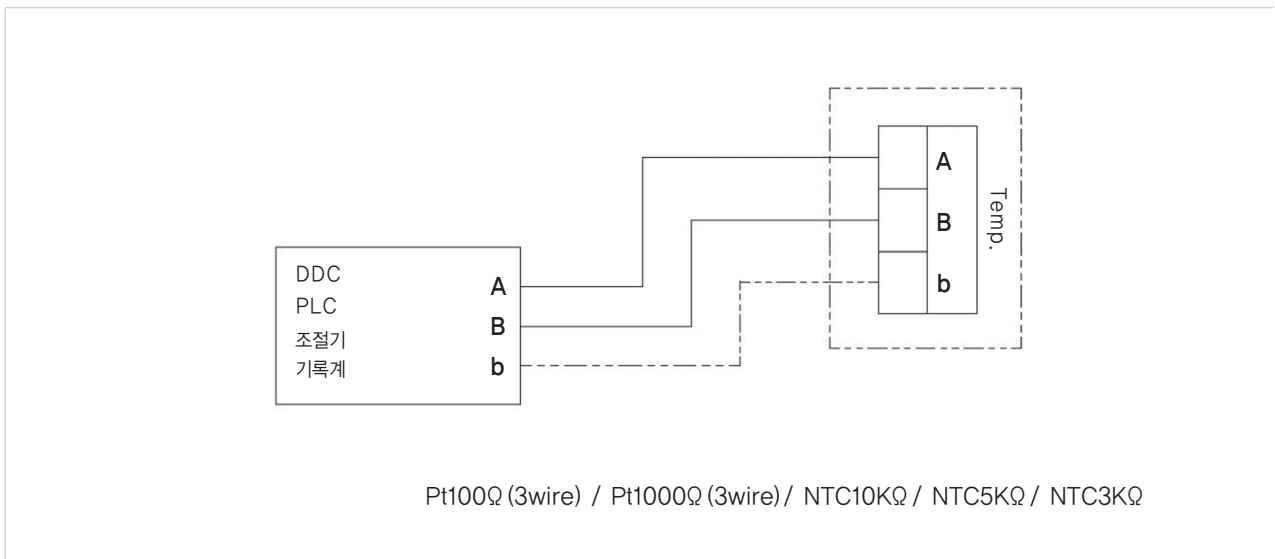 DDC
PLC
조절기
기록계
A
B
b
A
B
b
Temp.
Pt100Ω (3wire) / Pt1000Ω (3wire) / NTC10KΩ / NTC5KΩ / NTC3KΩ